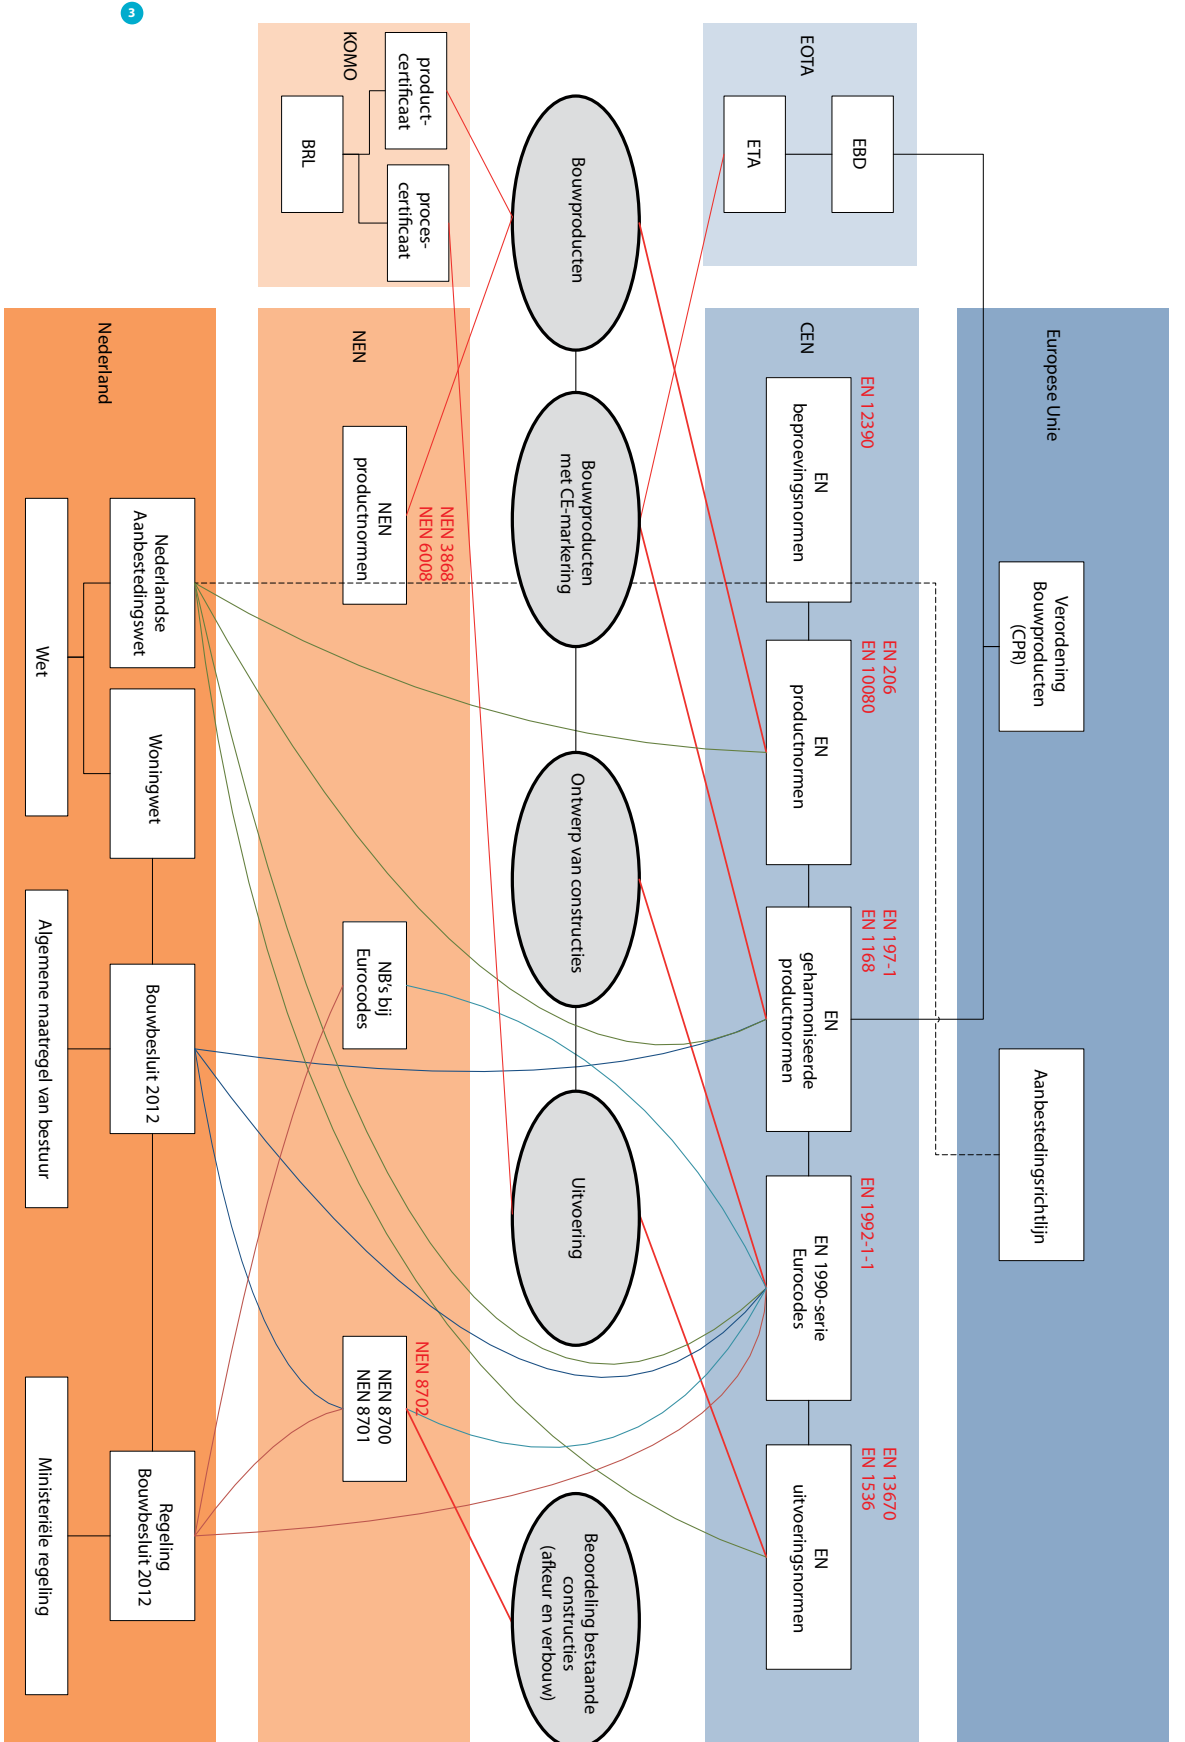 3
Europese Unie
Verordening
Bouwproducten
(CPR)
Aanbestedingsrichtlijn
EOTA
EBD
ETA
CEN
EN 12390
EN
beproevingsnormen
EN 206
EN 10080
EN
productnormen
EN 197-1
EN 1168
EN
geharmoniseerde
productnormen
EN 1992-1-1
EN 1990-serie
Eurocodes
EN 13670
EN 1536
EN
uitvoeringsnormen
Bouwproducten
Bouwproducten
met CE-markering
Ontwerp van constructies
Uitvoering
Beoordeling bestaande
constructies
(afkeur en verbouw)
KOMO
product-
certificaat
proces-
certificaat
BRL
NEN
NEN 3868
NEN 6008
NEN
productnormen
NB's bij
Eurocodes
NEN 8702
NEN 8700
NEN 8701
Nederland
Nederlandse
Aanbestedingswet
Woningwet
Bouwbesluit 2012
Regeling
Bouwbesluit 2012
Wet
Algemene maatregel van bestuur
Ministeriële regeling